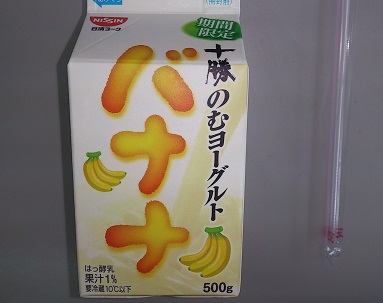 NISSIN
日清ヨーク
期間
限定
十勝のむヨーグルト
バナナ
はっ酵乳
果汁1%
要冷蔵10℃以下
500g